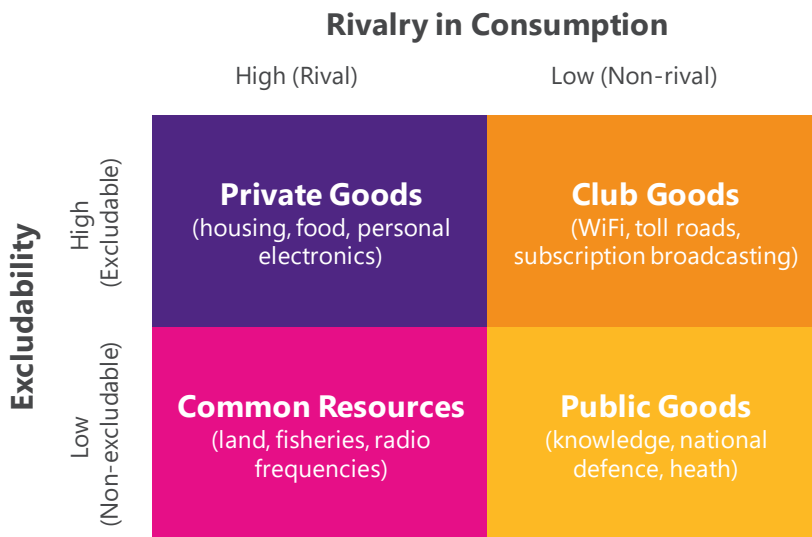 Rivalry in Consumption
High (Rival)
Low (Non-rival)
Excludability
High
(Excludable)
Private Goods
(housing, food, personal
electronics)
Club Goods
(WiFi, toll roads,
subscription broadcasting)
Low
(Non-excludable)
Common Resources
(land, fisheries, radio
frequencies)
Public Goods
(knowledge, national
defence, heath)